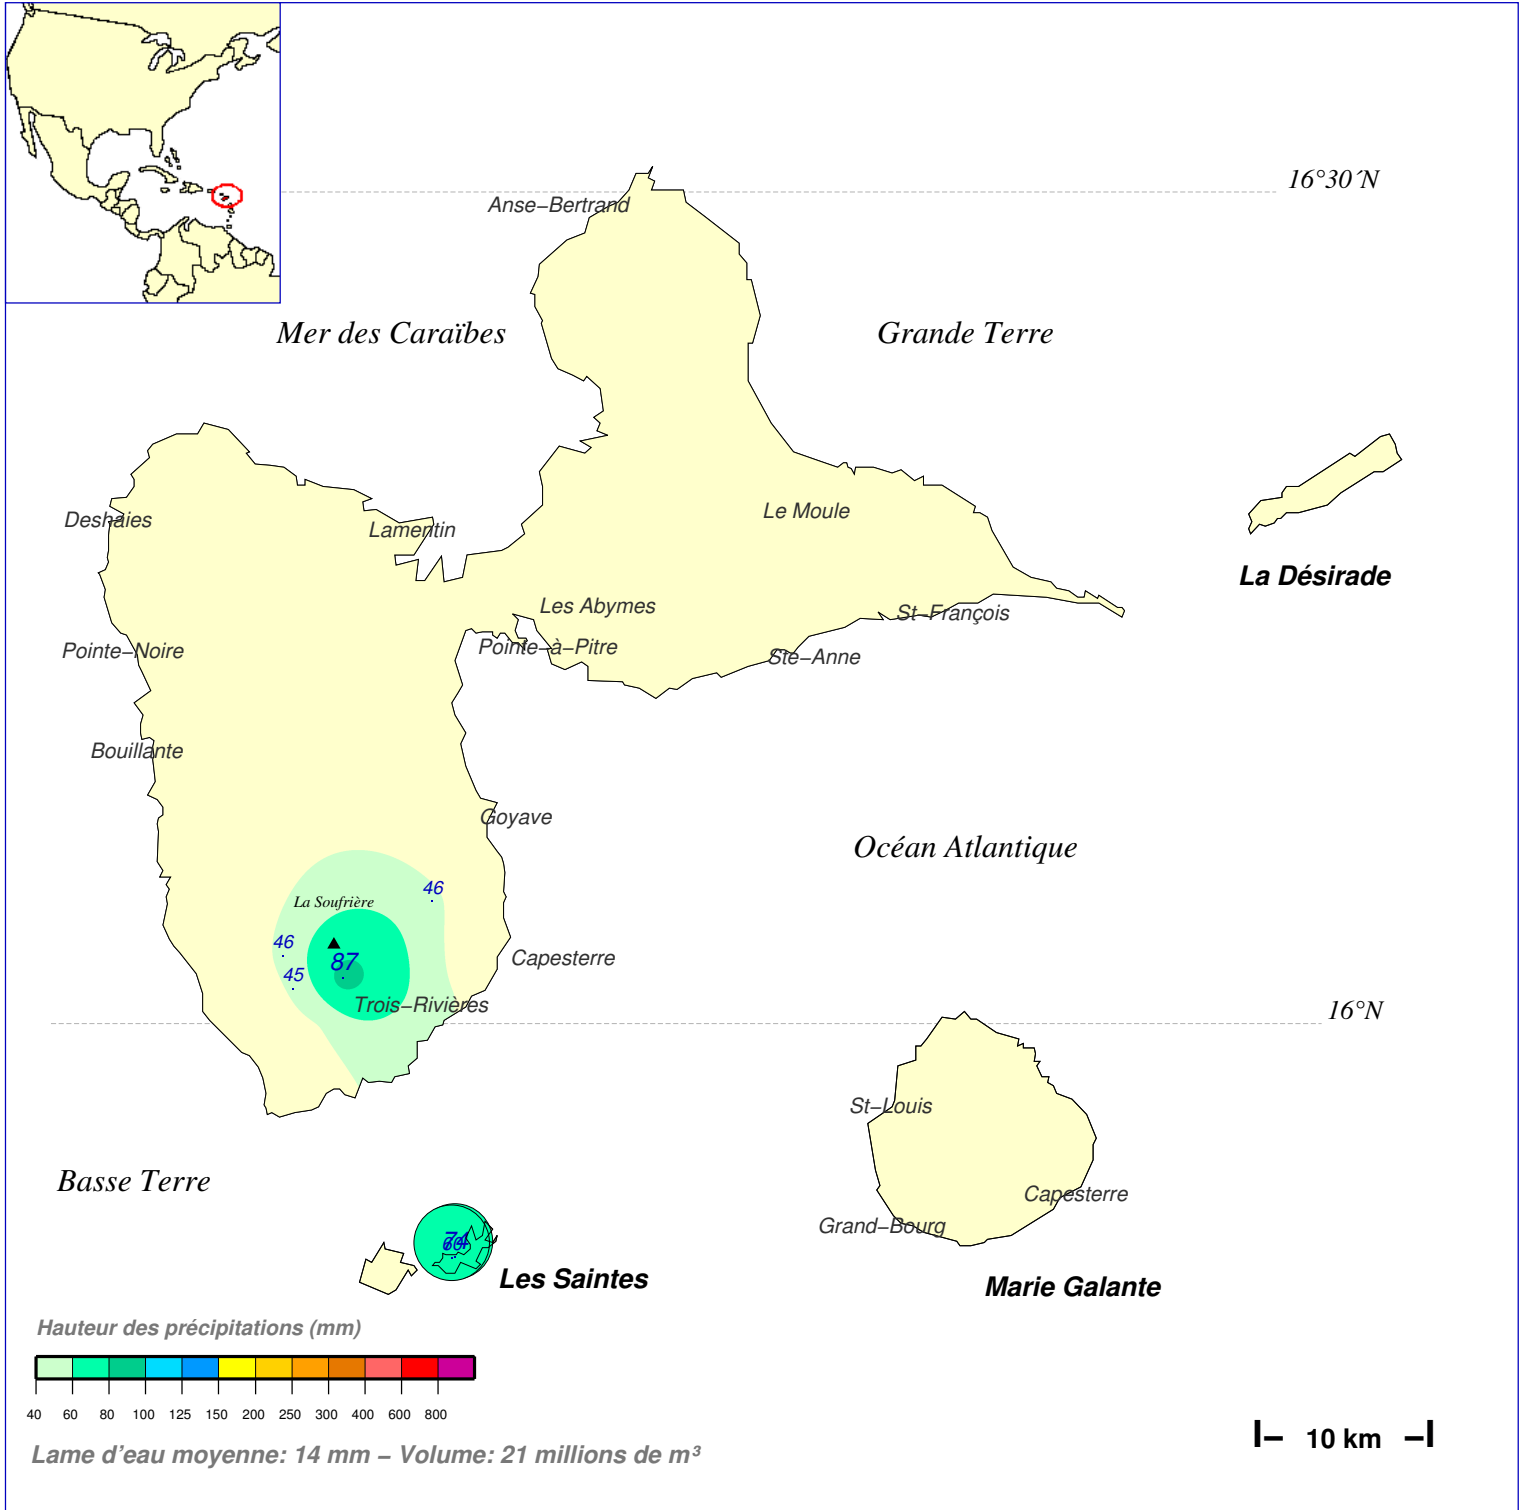 16°30´N
Anse–Bertrand
Mer des Caraïbes
Grande Terre
Deshaies
Lamentin
Le Moule
La Désirade
Les Abymes
St–François
Pointe–Noire
Pointe–à–Pitre
Ste–Anne
Bouillante
Goyave
Océan Atlantique
46
La Soufrière
46
87
45
Capesterre
Trois–Rivières
16°N
St–Louis
Basse Terre
Capesterre
Grand–Bourg
74
Les Saintes
Marie Galante
Hauteur des précipitations (mm)
40 60 80 100 125 150 200 250 300 400 600 800
10 km
Lame d'eau moyenne: 14 mm – Volume: 21 millions de m³